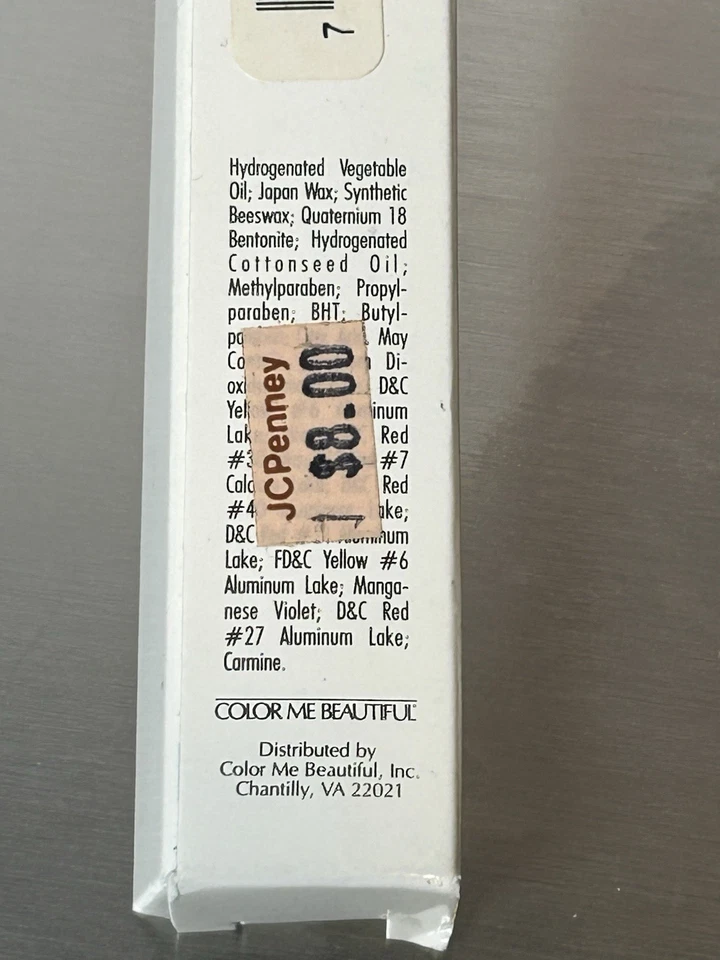 7
Hydrogenated Vegetable
Oil; Japan Wax; Synthetic
Beeswax; Quaternium 18
Bentonite; Hydrogenated
Cottonseed Oil;
Methylparaben; Propyl-
paraben; BHT; Butyl-
May
Di-
D&C
Red
#7
Red
D&C
Lake; FD&C Yellow #6
Aluminum Lake; Manga-
nese Violet; D&C Red
#27 Aluminum Lake;
Carmine.
JCPenney
$8.00
COLOR ME BEAUTIFUL
Distributed by
Color Me Beautiful, Inc.
Chantilly, VA 22021